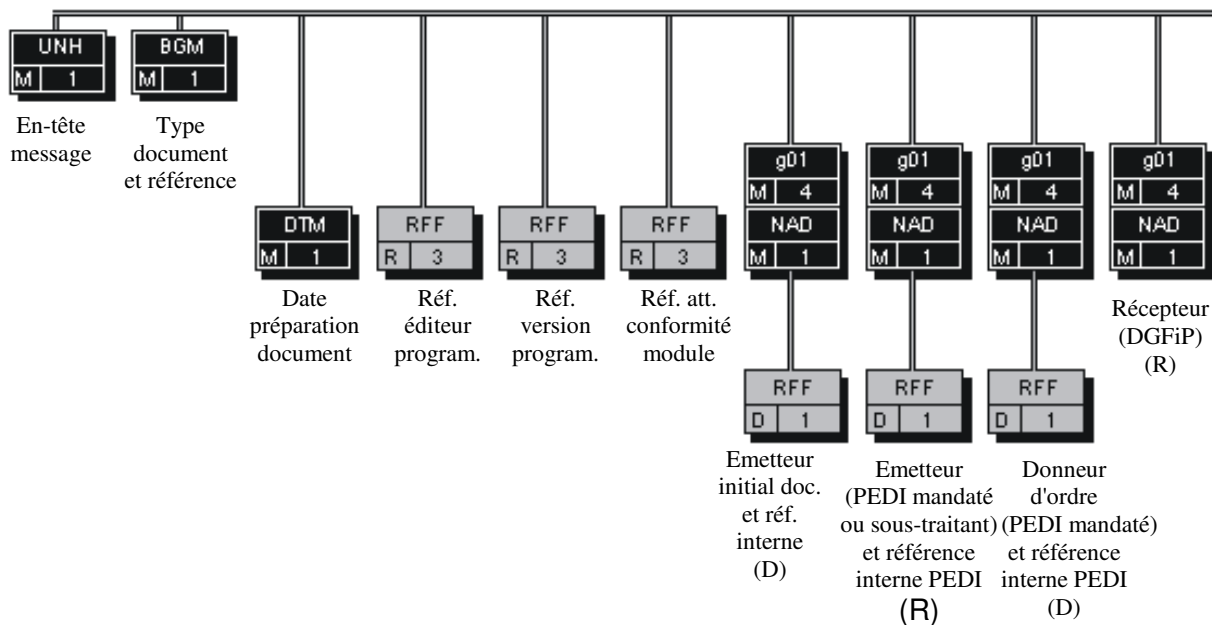 UNH
M 1
En-tête
message
BGM
M 1
Type
document
et référence
DTM
M 1
Date
préparation
document
RFF
R 3
Réf.
éditeur
program.
RFF
R 3
Réf.
version
program.
RFF
R 3
Réf. att.
conformité
module
g01
M 4
NAD
M 1
RFF
D 1
Emetteur
initial doc.
et réf.
interne
(D)
g01
M 4
NAD
M 1
RFF
D 1
Emetteur
(PEDI mandaté
ou sous-traitant)
et référence
interne PEDI
(R)
g01
M 4
NAD
M 1
RFF
D 1
Donneur
d'ordre
(PEDI mandaté)
et référence
interne PEDI
(D)
g01
M 4
NAD
M 1
Récepteur
(DGFiP)
(R)